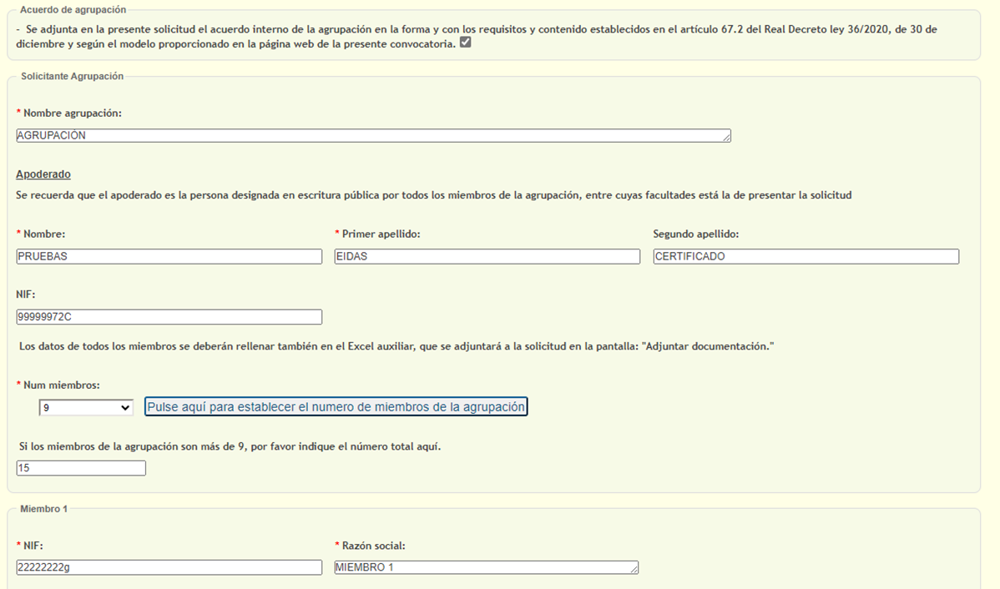 Acuerdo de agrupación
- Se adjunta en la presente solicitud el acuerdo interno de la agrupación en la forma y con los requisitos y contenido establecidos en el artículo 67.2 del Real Decreto ley 36/2020, de 30 de
diciembre y según el modelo proporcionado en la página web de la presente convocatoria.
Solicitante Agrupación
* Nombre agrupación:
AGRUPACIÓN
Apoderado
Se recuerda que el apoderado es la persona designada en escritura pública por todos los miembros de la agrupación, entre cuyas facultades está la de presentar la solicitud
* Nombre: * Primer apellido: Segundo apellido:
PRUEBAS EIDAS CERTIFICADO
NIF:
99999972C
Los datos de todos los miembros se deberán rellenar también en el Excel auxiliar, que se adjuntará a la solicitud en la pantalla: "Adjuntar documentación."
* Num miembros:
9 Pulse aquí para establecer el numero de miembros de la agrupación
Si los miembros de la agrupación son más de 9, por favor indique el número total aquí.
15
Miembro 1
* NIF: * Razón social:
22222222g MIEMBRO 1